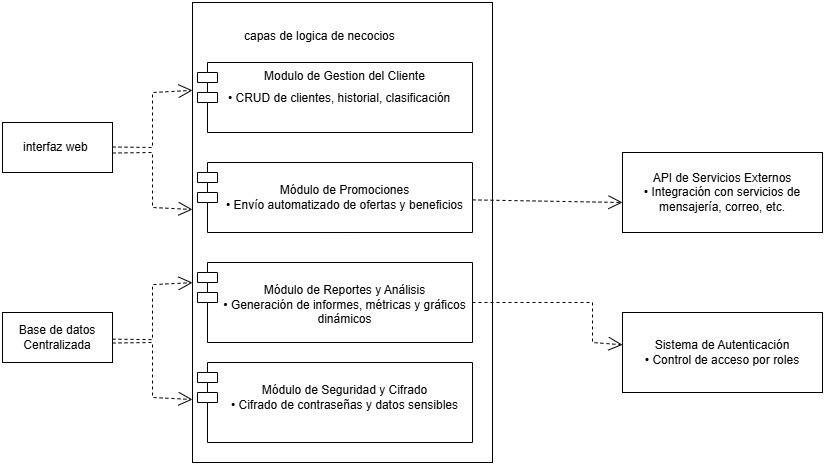 capas de logica de necocios
Modulo de Gestion del Cliente
• CRUD de clientes, historial, clasificación
interfaz web
Módulo de Promociones
• Envío automatizado de ofertas y beneficios
API de Servicios Externos
• Integración con servicios de
mensajería, correo, etc.
Módulo de Reportes y Análisis
• Generación de informes, métricas y gráficos
dinámicos
Base de datos
Centralizada
Sistema de Autenticación
• Control de acceso por roles
Módulo de Seguridad y Cifrado
• Cifrado de contraseñas y datos sensibles